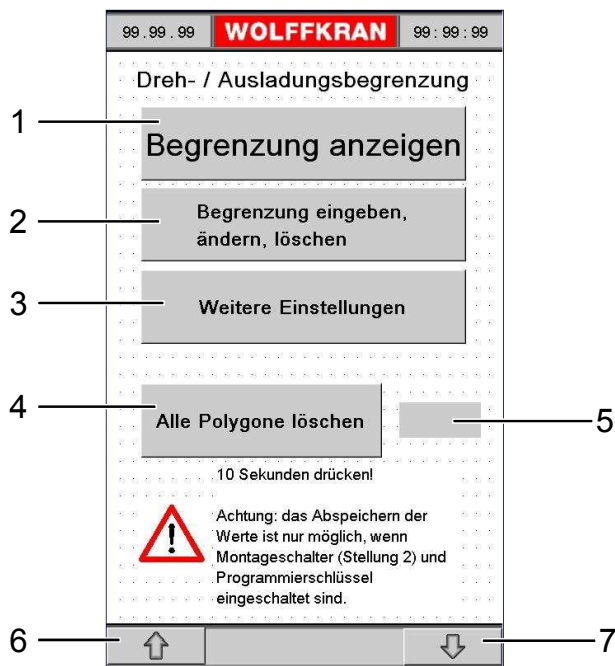 99.99.99 WOLFFKRAN 99:99:99
Dreh- / Ausladungsbegrenzung
1
Begrenzung anzeigen
2
Begrenzung eingeben,
ändern, löschen
3
Weitere Einstellungen
4
Alle Polygone löschen
5
10 Sekunden drücken!
Achtung: das Abspeichern der
Werte ist nur möglich, wenn
Montageschalter (Stellung 2) und
Programmierschlüssel
eingeschaltet sind.
6
7